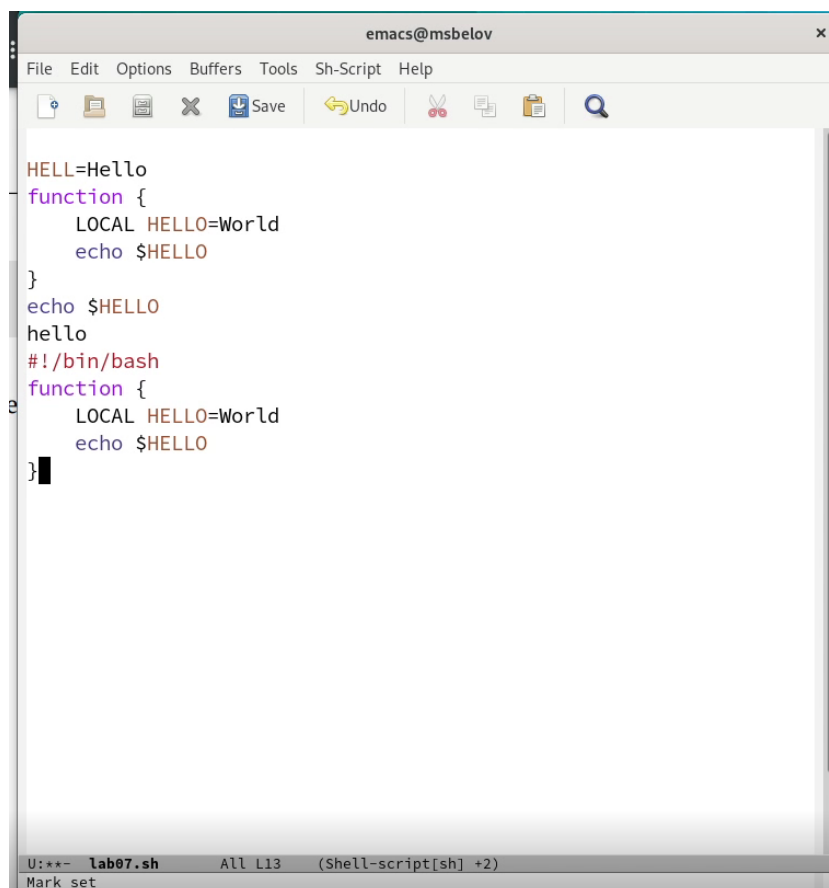 emacs@msbelov
File Edit Options Buffers Tools Sh-Script Help
Save Undo
HELL=Hello
function {
    LOCAL HELLO=World
    echo $HELLO
}
echo $HELLO
hello
#!/bin/bash
function {
    LOCAL HELLO=World
    echo $HELLO
}
U:**- lab07.sh All L13 (Shell-script[sh] +2)
Mark set